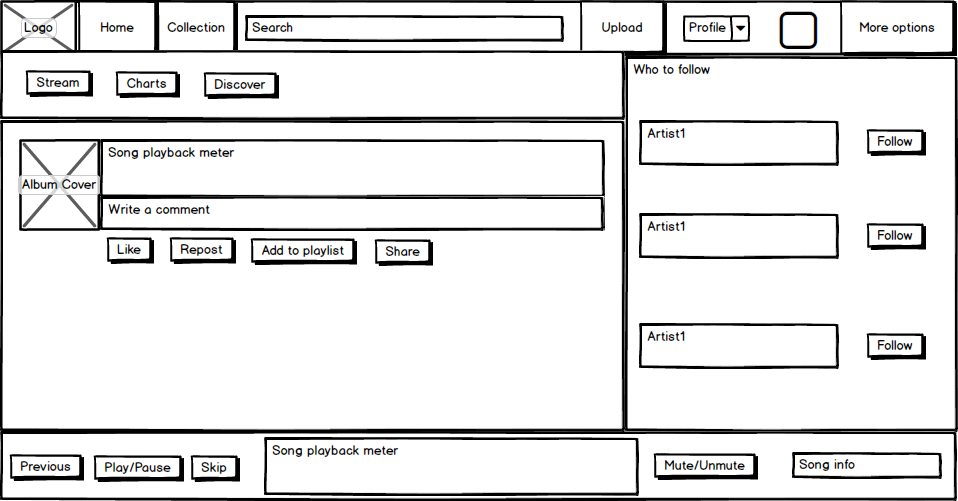 Logo
Home
Collection
Search
Upload
Profile
More options
Stream
Charts
Discover
Who to follow
Artist1
Follow
Artist1
Follow
Artist1
Follow
Album Cover
Song playback meter
Write a comment
Like
Repost
Add to playlist
Share
Previous
Play/Pause
Skip
Song playback meter
Mute/Unmute
Song info